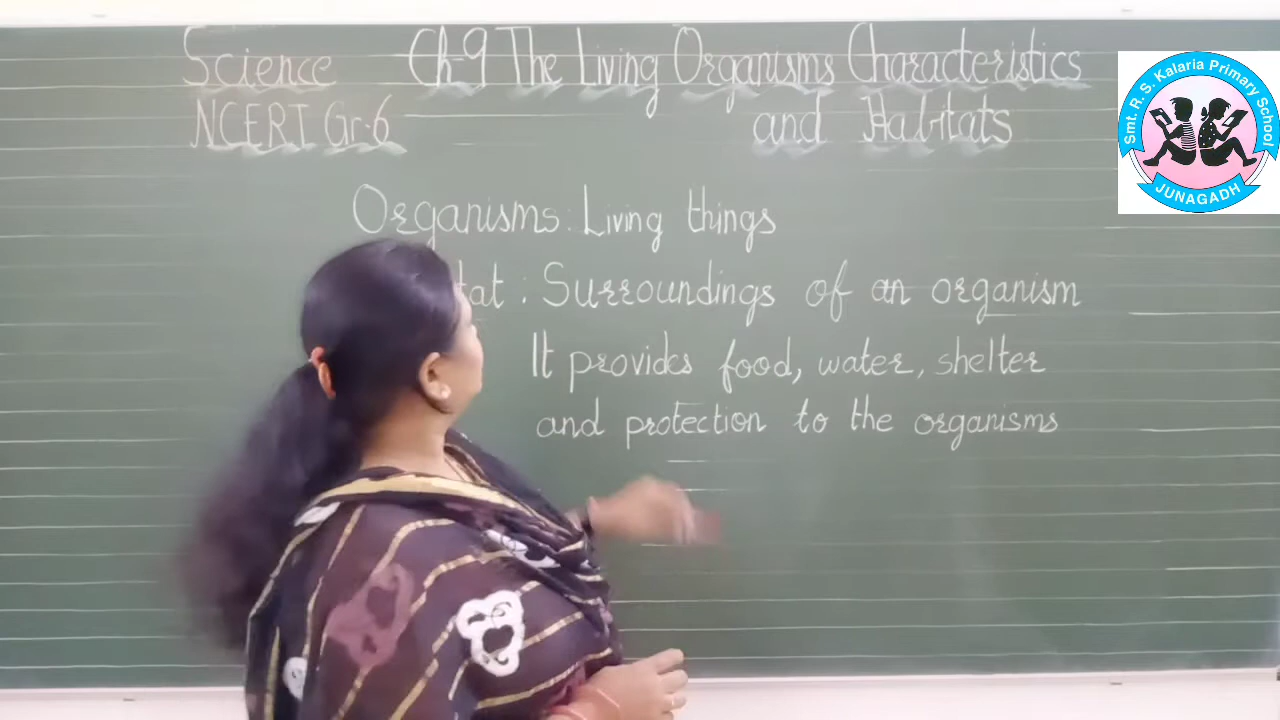 Science Ch-9 The Living Organisms Characteristics
NCERT Gr-6 and Habitats
Organisms: Living things
tat : Surroundings of an organism
It provides food, water, shelter
and protection to the organisms
Smt. R. S. Kalaria Primary School
JUNAGADH